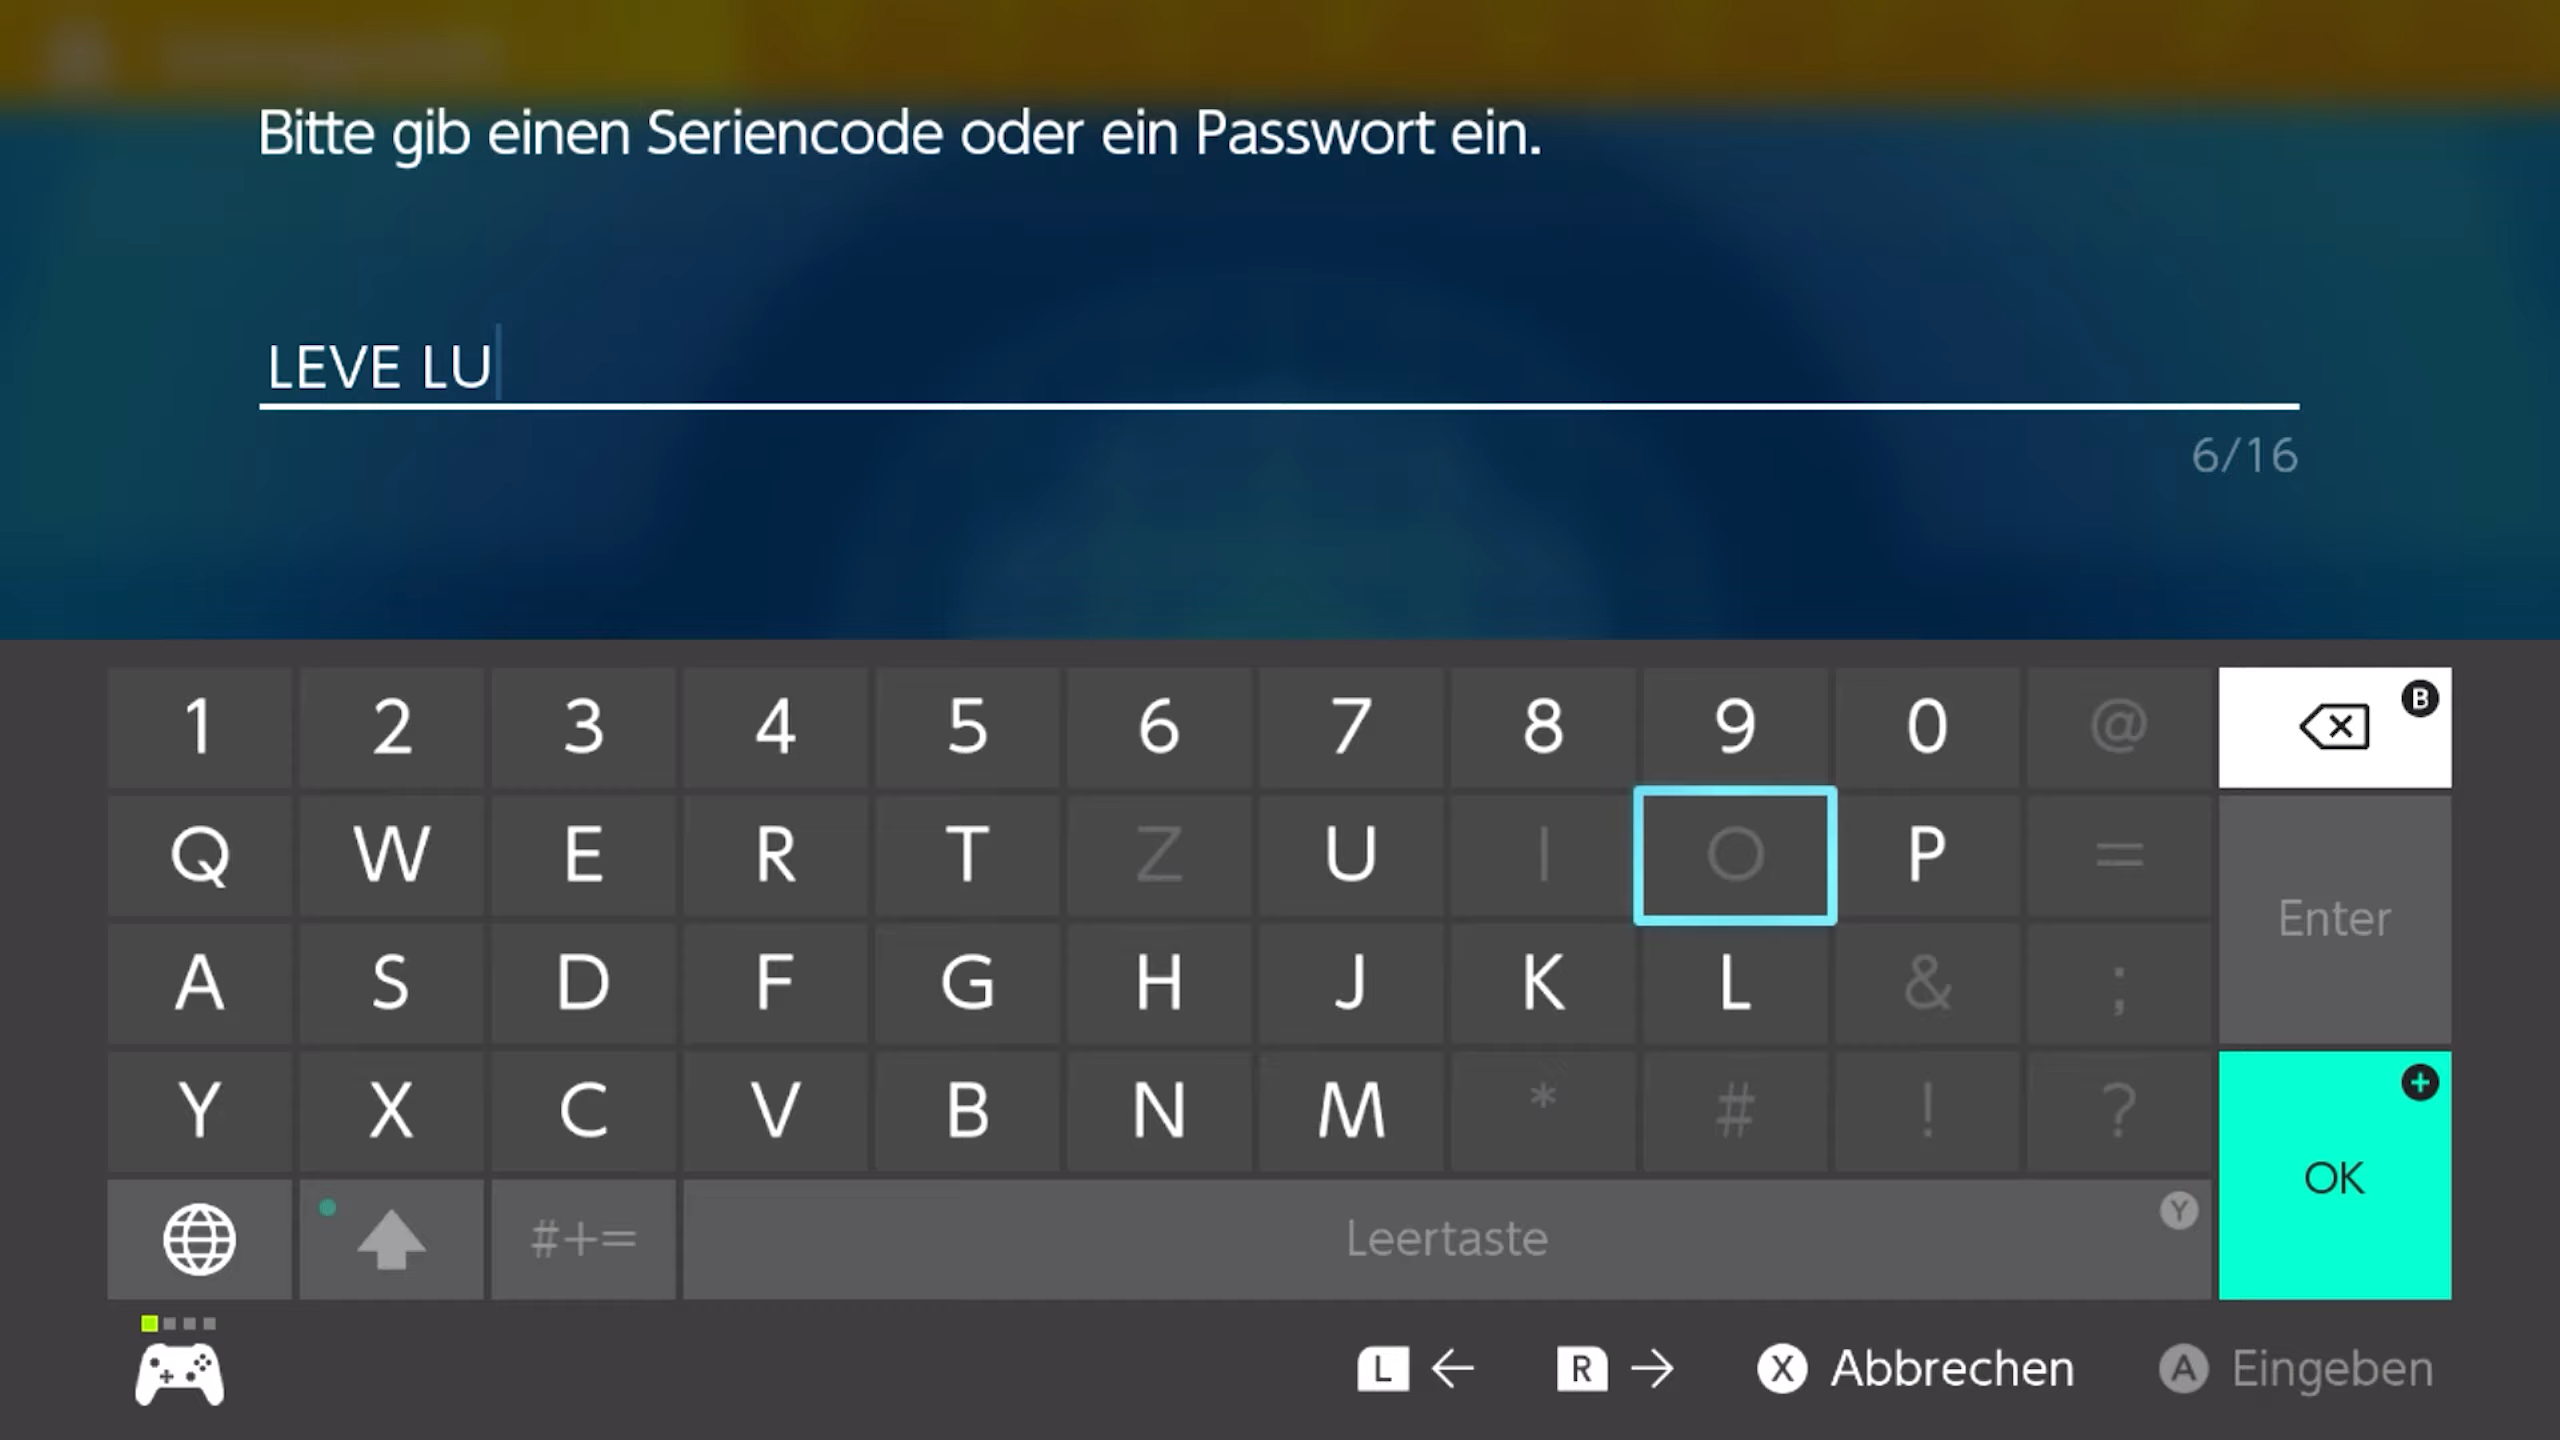 Bitte gib einen Seriencode oder ein Passwort ein.
LEVE LU
6/16
1 2 3 4 5 6 7 8 9 0 @ B
Q W E R T Z U I O P =
Enter
A S D F G H J K L & ;
Y X C V B N M * # ! ? +
OK
#+= Leertaste Y
L ← R → X Abbrechen A Eingeben